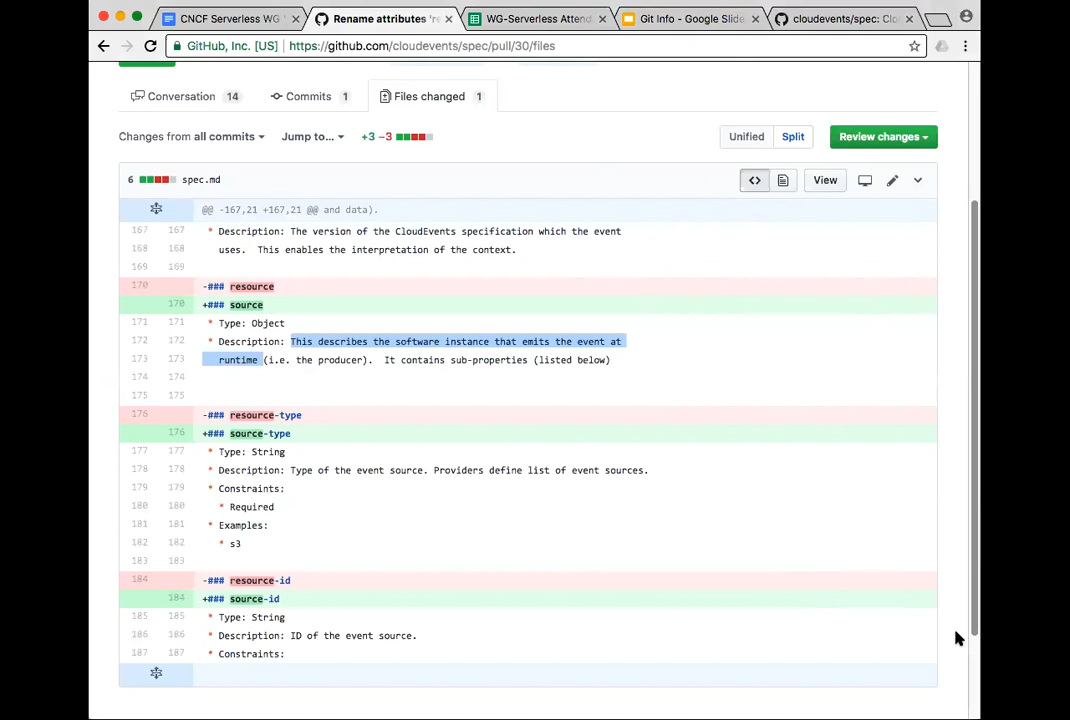 CNCF Serverless WG
Rename attributes 're
WG-Serverless Attend
Git Info - Google Slide
cloudevents/spec: Clo
GitHub, Inc. [US] | https://github.com/cloudevents/spec/pull/30/files
Conversation 14
Commits 1
Files changed 1
Changes from all commits
Jump to...
+3 −3
Unified Split
Review changes
6 spec.md
<> View
@@ -167,21 +167,21 @@ and data).
167 167 * Description: The version of the CloudEvents specification which the event
168 168 uses. This enables the interpretation of the context.
169 169
170 -### resource
170 +### source
171 171 * Type: Object
172 172 * Description: This describes the software instance that emits the event at
173 173 runtime (i.e. the producer). It contains sub-properties (listed below)
174 174
175 175
176 -### resource-type
176 +### source-type
177 177 * Type: String
178 178 * Description: Type of the event source. Providers define list of event sources.
179 179 * Constraints:
180 180 * Required
181 181 * Examples:
182 182 * s3
183 183
184 -### resource-id
184 +### source-id
185 185 * Type: String
186 186 * Description: ID of the event source.
187 187 * Constraints: